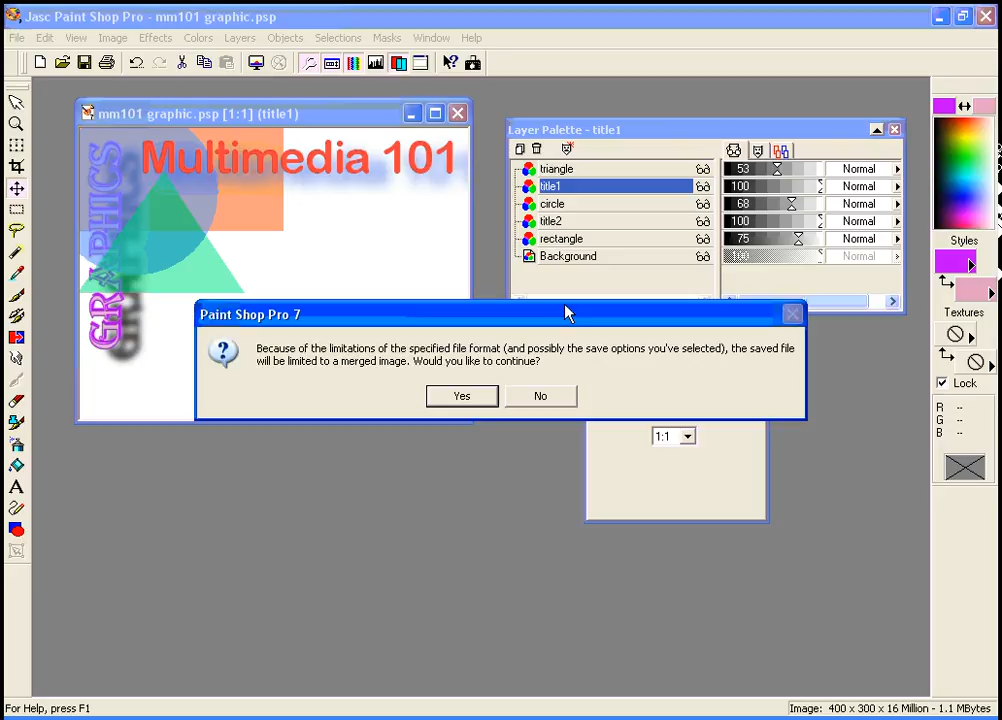 Jasc Paint Shop Pro - mm101 graphic.psp
File Edit View Image Effects Colors Layers Objects Selections Masks Window Help
mm101 graphic.psp [1:1] (title1)
Multimedia 101
GRAPHICS
Layer Palette - title1
triangle 53 Normal
title1 100 Normal
circle 68 Normal
title2 100 Normal
rectangle 75 Normal
Background 100 Normal
Styles
Textures
Lock
R --
G --
B --
Paint Shop Pro 7
Because of the limitations of the specified file format (and possibly the save options you've selected), the saved file
will be limited to a merged image. Would you like to continue?
Yes No
1:1
A
For Help, press F1
Image: 400 x 300 x 16 Million - 1.1 MBytes